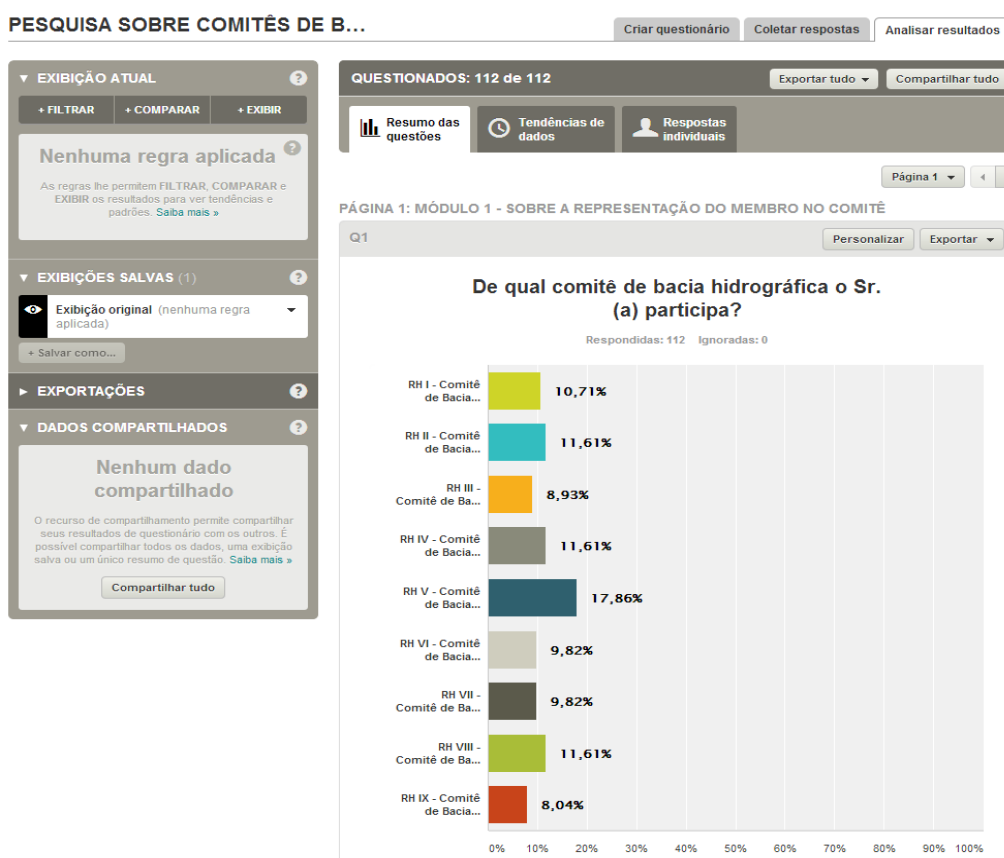 PESQUISA SOBRE COMITÊS DE B...
Criar questionário
Coletar respostas
Analisar resultados
▼ EXIBIÇÃO ATUAL ?
+ FILTRAR
+ COMPARAR
+ EXIBIR
Nenhuma regra aplicada ?
As regras lhe permitem FILTRAR, COMPARAR e
EXIBIR os resultados para ver tendências e
padrões. Saiba mais »
▼ EXIBIÇÕES SALVAS (1) ?
Exibição original (nenhuma regra
aplicada)
+ Salvar como...
► EXPORTAÇÕES ?
▼ DADOS COMPARTILHADOS ?
Nenhum dado
compartilhado
O recurso de compartilhamento permite compartilhar
seus resultados de questionário com os outros. É
possível compartilhar todos os dados, uma exibição
salva ou um único resumo de questão. Saiba mais »
Compartilhar tudo
QUESTIONADOS: 112 de 112
Exportar tudo
Compartilhar tudo
Resumo das
questões
Tendências de
dados
Respostas
individuais
Página 1
PÁGINA 1: MÓDULO 1 - SOBRE A REPRESENTAÇÃO DO MEMBRO NO COMITÊ
Q1
Personalizar
Exportar
De qual comitê de bacia hidrográfica o Sr.
(a) participa?
Respondidas: 112 Ignoradas: 0
RH I - Comitê
de Bacia...
10,71%
RH II - Comitê
de Bacia...
11,61%
RH III -
Comitê de Ba...
8,93%
RH IV - Comitê
de Bacia...
11,61%
RH V - Comitê
de Bacia...
17,86%
RH VI - Comitê
de Bacia...
9,82%
RH VII -
Comitê de Ba...
9,82%
RH VIII -
Comitê de Ba...
11,61%
RH IX - Comitê
de Bacia...
8,04%
0% 10% 20% 30% 40% 50% 60% 70% 80% 90% 100%